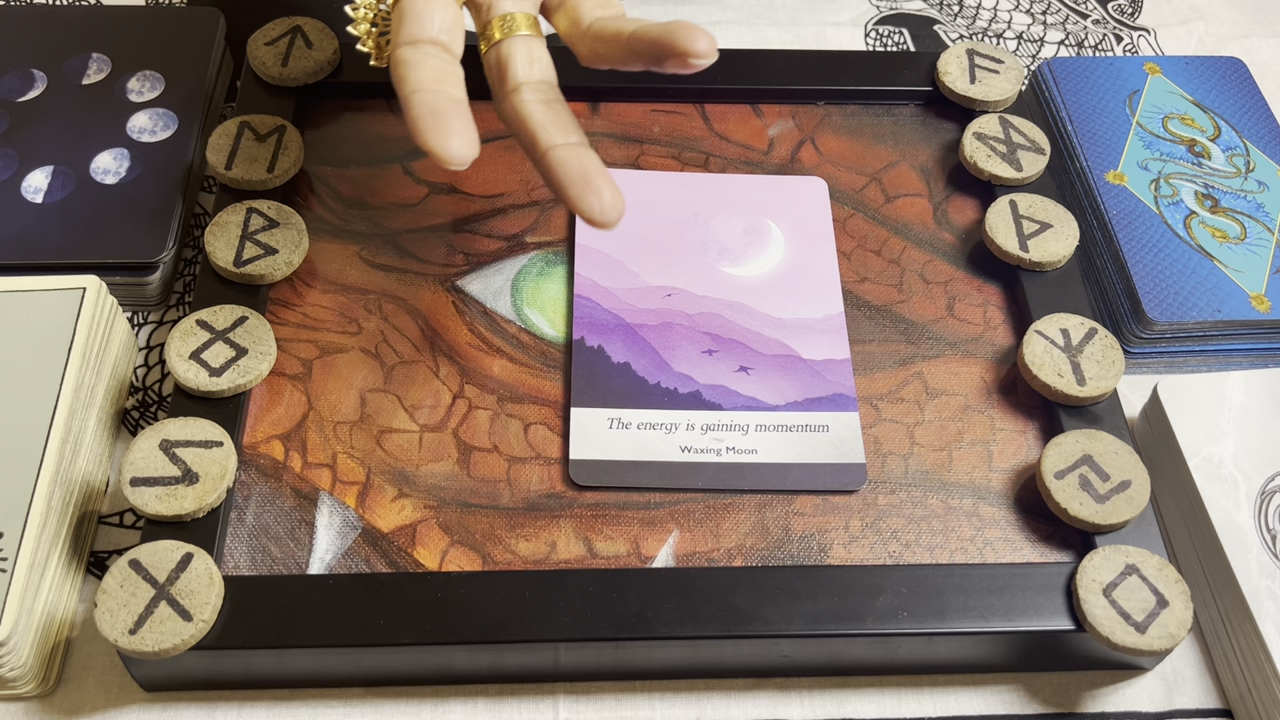 ᛏ
ᛖ
ᛒ
ᛝ
ᛊ
ᚷ
The energy is gaining momentum
Waxing Moon
ᚨ
ᛞ
ᚦ
ᛉ
ᛃ
ᛜ